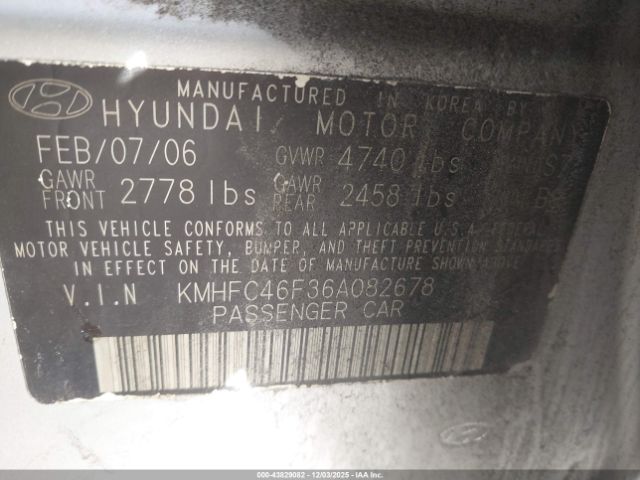 MANUFACTURED IN KOREA BY
HYUNDAI MOTOR COMPANY
FEB/07/06 GVWR 4740 lbs
GAWR FRONT 2778 lbs GAWR REAR 2458 lbs
THIS VEHICLE CONFORMS TO ALL APPLICABLE U.S.A. FEDERAL
MOTOR VEHICLE SAFETY, BUMPER, AND THEFT PREVENTION STANDARDS
IN EFFECT ON THE DATE OF MANUFACTURE SHOWN ABOVE
V.I.N KMHFC46F36A082678
PASSENGER CAR
000-43829082 12/03/2025 IAAI.com